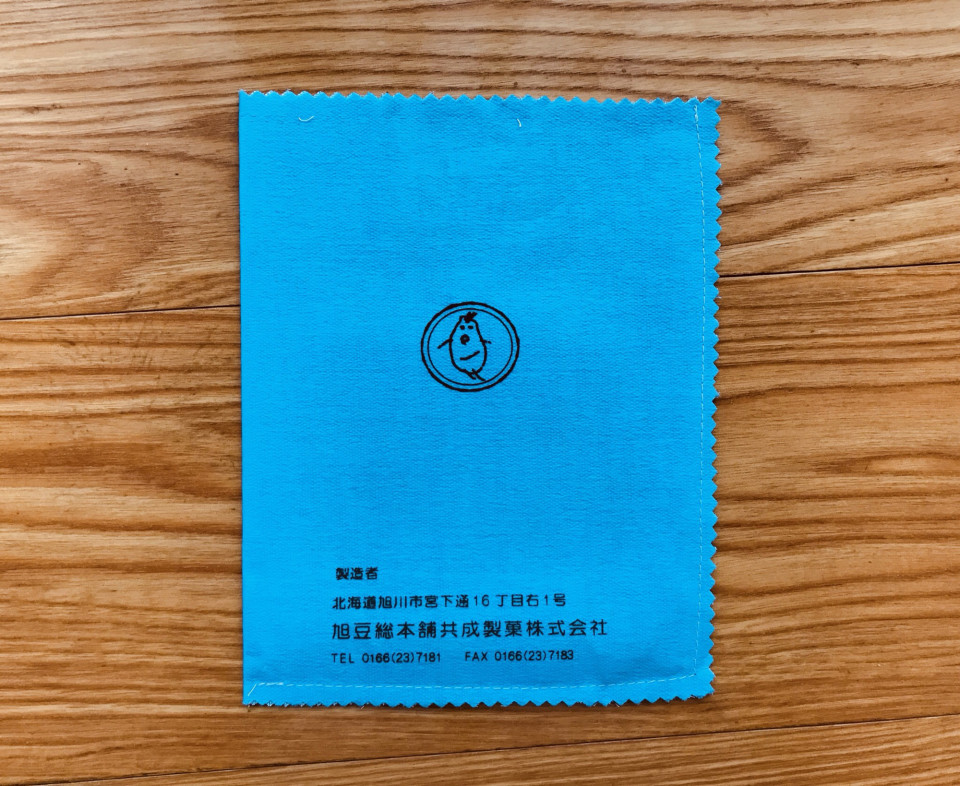 製造者
北海道旭川市宮下通16丁目右1号
旭豆総本舗共成製菓株式会社
TEL 0166(23)7181 FAX 0166(23)7183